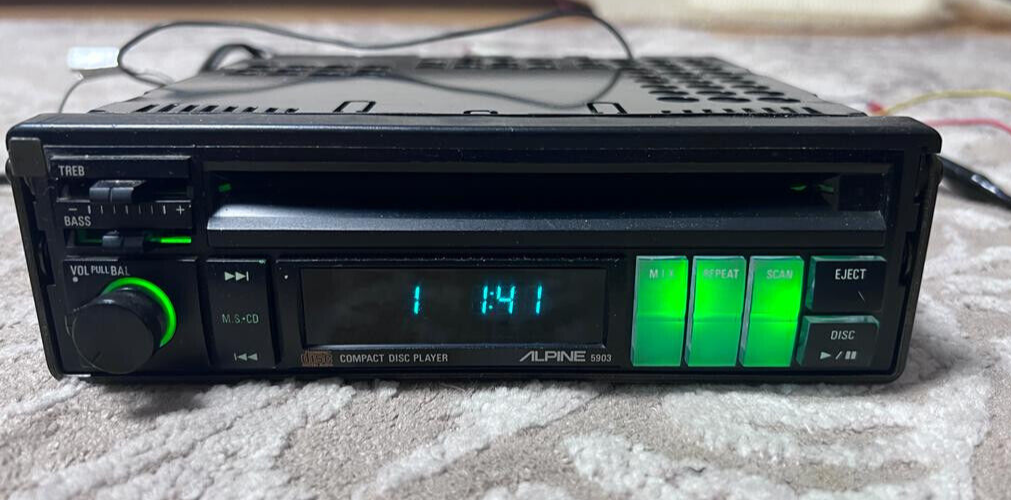 TREB
- +
BASS
VOL PULL BAL
▶▶|
M.S•CD
|◀◀
1 1:41
COMPACT DISC PLAYER
ALPINE 5903
MIX
REPEAT
SCAN
EJECT
DISC
▶/▮▮